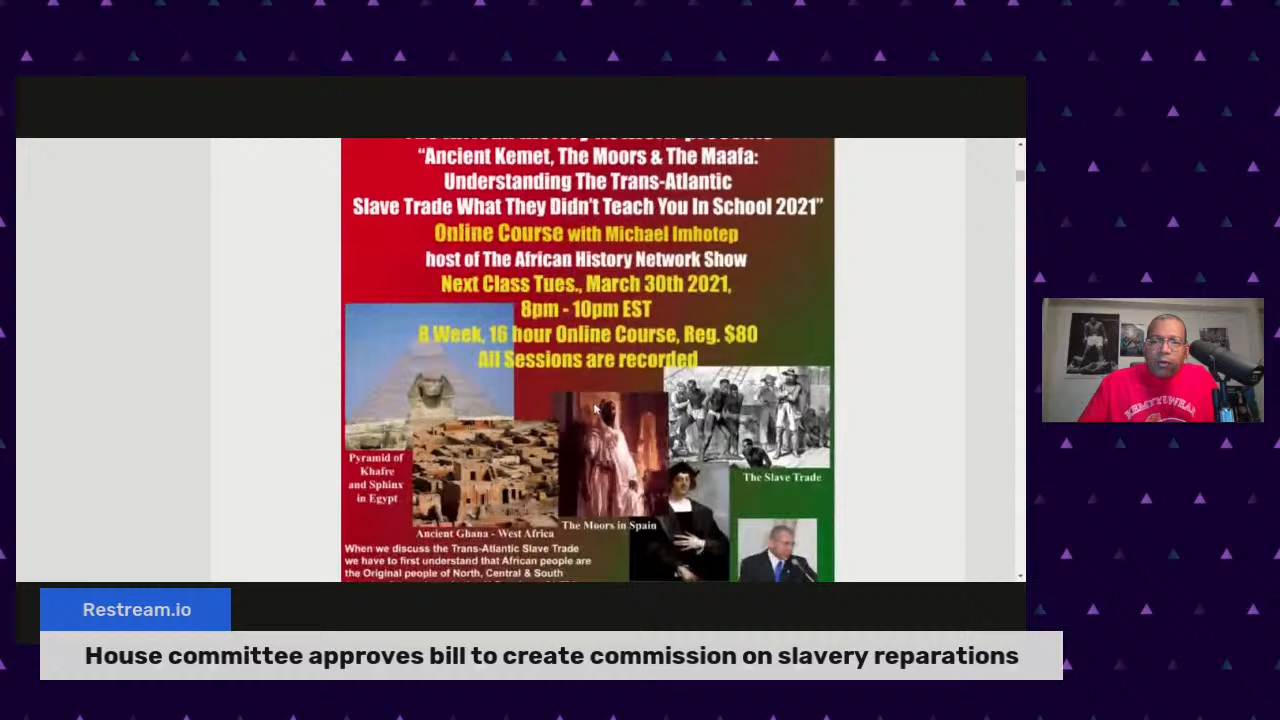 "Ancient Kemet, The Moors & The Maafa:
Understanding The Trans-Atlantic
Slave Trade What They Didn't Teach You In School 2021"
Online Course with Michael Imhotep
host of The African History Network Show
Next Class Tues., March 30th 2021,
8pm - 10pm EST
8 Week, 16 hour Online Course, Reg. $80
All Sessions are recorded
Pyramid of
Khafre
and Sphinx
in Egypt
Ancient Ghana - West Africa
The Moors in Spain
The Slave Trade
When we discuss the Trans-Atlantic Slave Trade
we have to first understand that African people are
the Original people of North, Central & South
Restream.io
House committee approves bill to create commission on slavery reparations